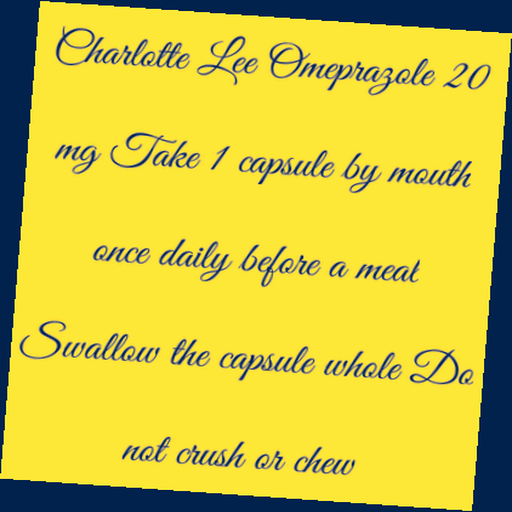 Charlotte Lee Omeprazole 20
mg Take 1 capsule by mouth
once daily before a meal
Swallow the capsule whole Do
not crush or chew